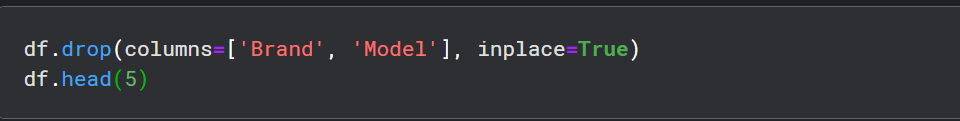 df.drop(columns=['Brand', 'Model'], inplace=True)
df.head(5)